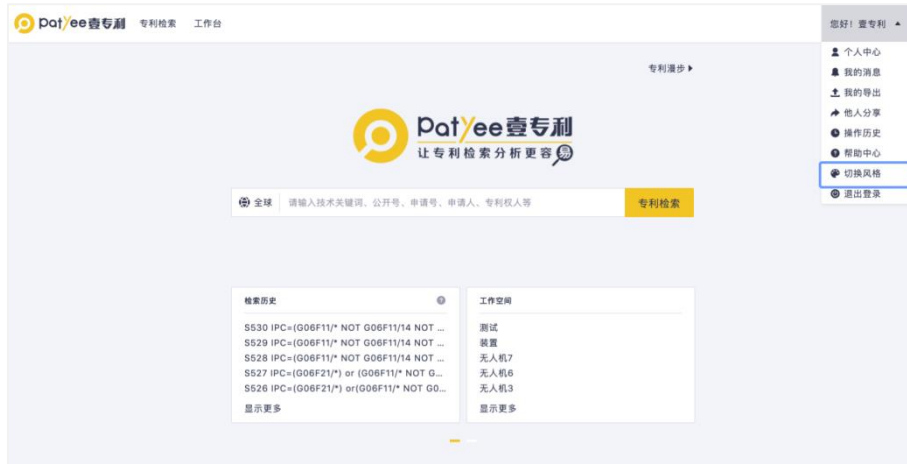 patyee壹专利 专利检索 工作台 您好！壹专利
个人中心
我的消息
我的导出
他人分享
操作历史
帮助中心
切换风格
退出登录
专利漫步
patyee壹专利
让专利检索分析更容易
全球 请输入技术关键词、公开号、申请号、申请人、专利权人等 专利检索
检索历史
S530 IPC=(G06F11/* NOT G06F11/14 NOT ...
S529 IPC=(G06F11/* NOT G06F11/14 NOT ...
S528 IPC=(G06F11/* NOT G06F11/14 NOT ...
S527 IPC=(G06F21/*) or (G06F11/* NOT G...
S526 IPC=(G06F21/*) or(G06F11/* NOT G0...
显示更多
工作空间
测试
装置
无人机7
无人机6
无人机3
显示更多